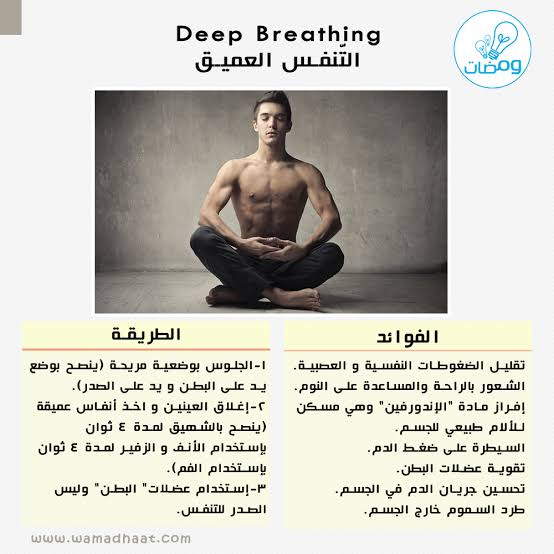 Deep Breathing
التّنفس العميق
ومضات
الفوائد
تقليل الضغوطات النفسية و العصبية.
الشعور بالراحة والمساعدة على النوم.
إفراز مادة "الإندورفين" وهي مسكن
للألام طبيعي للجسم.
السيطرة على ضغط الدم.
تقوية عضلات البطن.
تحسين جريان الدم في الجسم.
طرد السموم خارج الجسم.
الطريقة
١-الجلوس بوضعية مريحة (ينصح بوضع
يد على البطن و يد على الصدر).
٢-إغلاق العينين و اخذ أنفاس عميقة
(ينصح بالشهيق لمدة ٤ ثوان
بإستخدام الأنف و الزفير لمدة ٤ ثوان
بإستخدام الفم).
٣-إستخدام عضلات" البطن" وليس
الصدر للتنفس.
www.wamadhaat.com